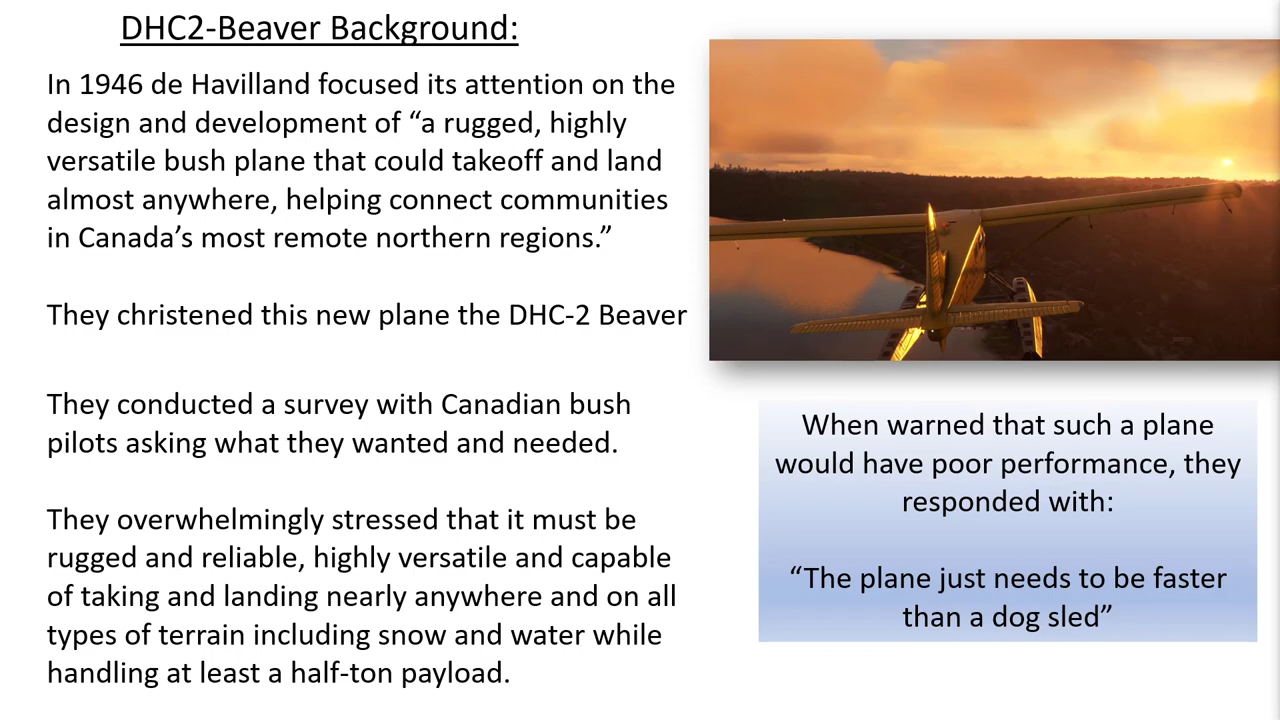 DHC2-Beaver Background:
In 1946 de Havilland focused its attention on the
design and development of “a rugged, highly
versatile bush plane that could takeoff and land
almost anywhere, helping connect communities
in Canada’s most remote northern regions.”
They christened this new plane the DHC-2 Beaver
They conducted a survey with Canadian bush
pilots asking what they wanted and needed.
They overwhelmingly stressed that it must be
rugged and reliable, highly versatile and capable
of taking and landing nearly anywhere and on all
types of terrain including snow and water while
handling at least a half-ton payload.
When warned that such a plane
would have poor performance, they
responded with:
“The plane just needs to be faster
than a dog sled”